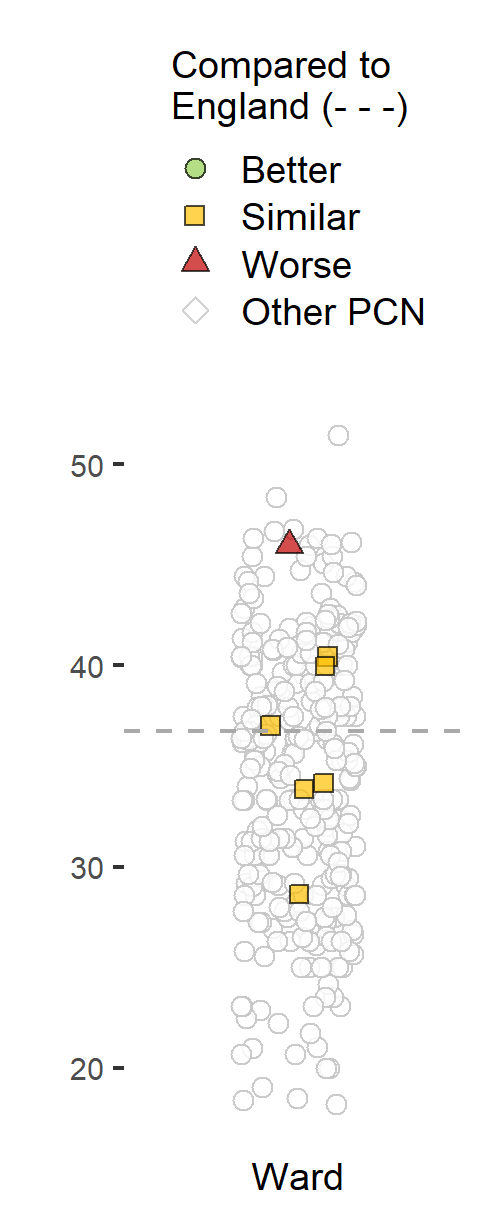 Compared to
England (- - -)
Better
Similar
Worse
Other PCN
50
40
30
20
Ward